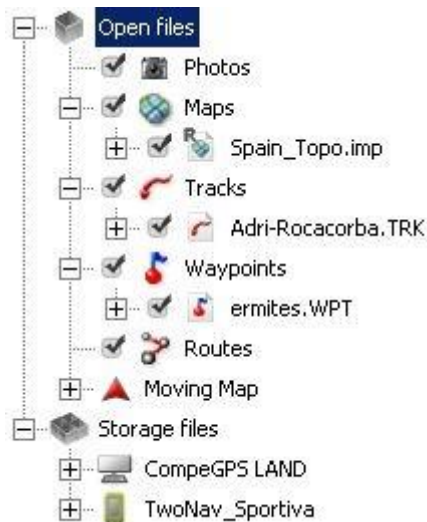 Open files
Photos
Maps
R
Spain_Topo.imp
Tracks
Adri-Rocacorba.TRK
Waypoints
ermites.WPT
Routes
Moving Map
Storage files
CompeGPS LAND
TwoNav_Sportiva